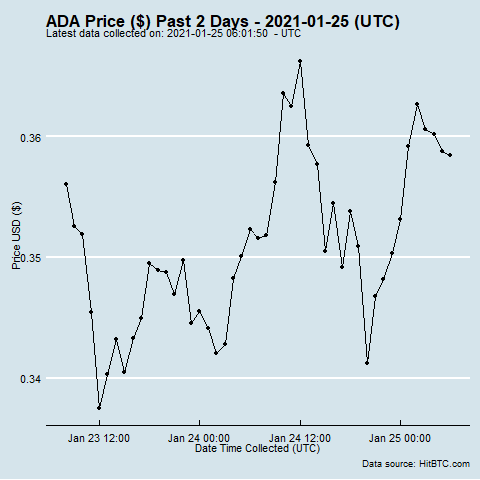 ADA Price ($) Past 2 Days - 2021-01-25 (UTC)
Latest data collected on: 2021-01-25 06:01:50 - UTC
0.36
0.35
0.34
Price USD ($)
Jan 23 12:00 Jan 24 00:00 Jan 24 12:00 Jan 25 00:00
Date Time Collected (UTC)
Data source: HitBTC.com